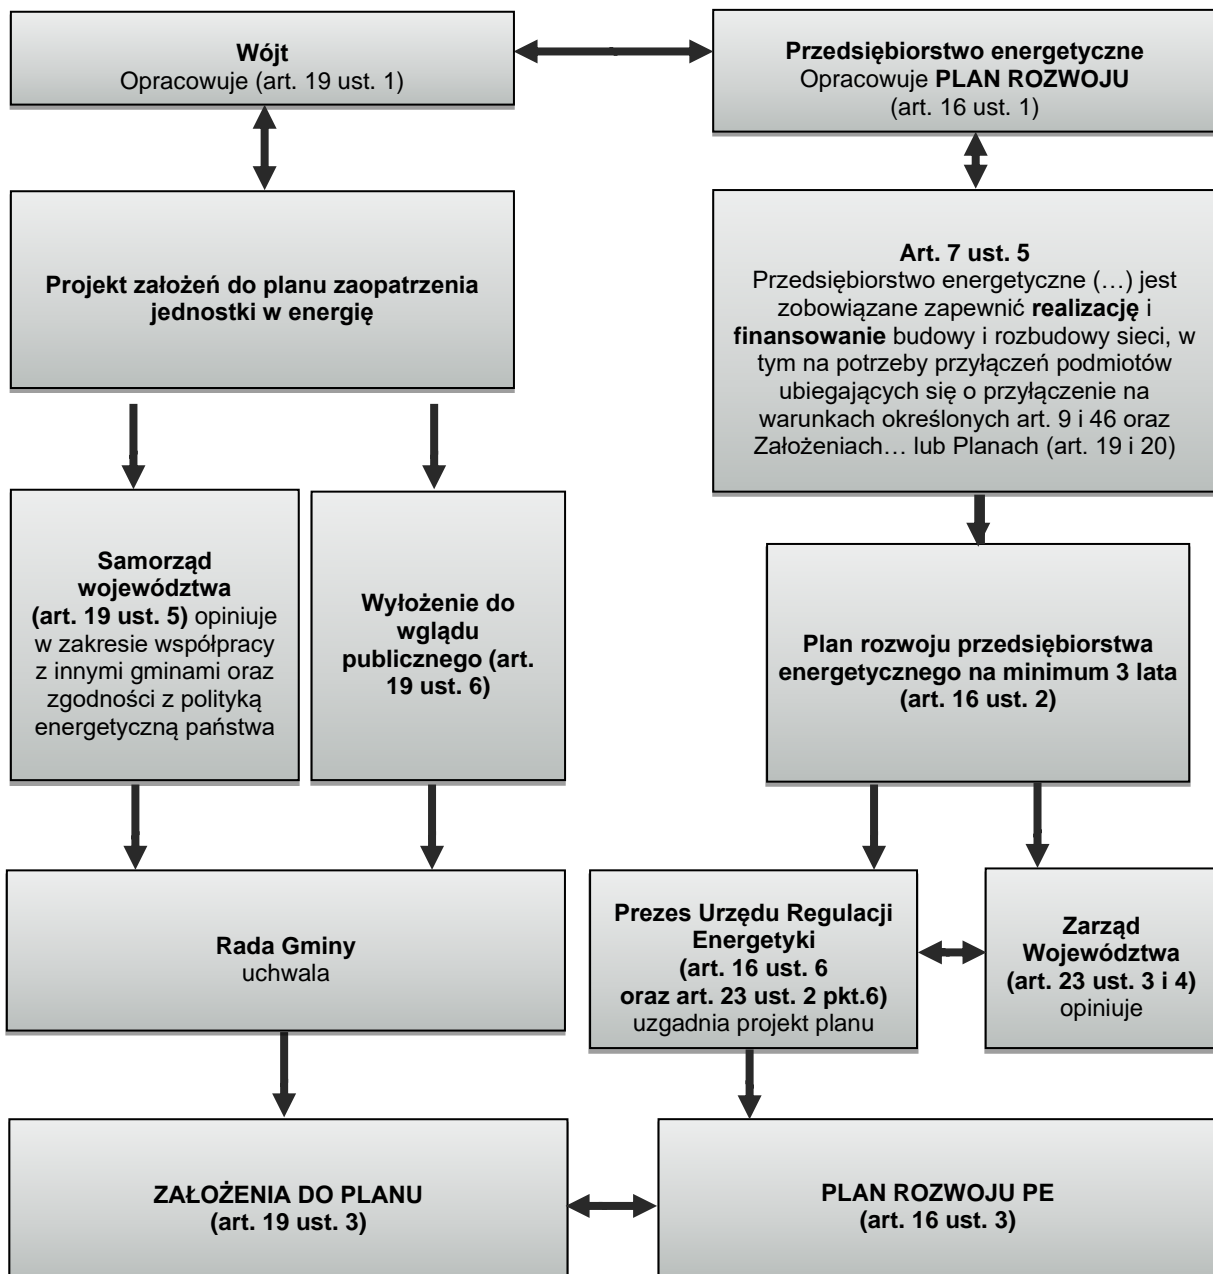 Wójt
Opracowuje (art. 19 ust. 1)
Przedsiębiorstwo energetyczne
Opracowuje PLAN ROZWOJU
(art. 16 ust. 1)
Projekt założeń do planu zaopatrzenia
jednostki w energię
Art. 7 ust. 5
Przedsiębiorstwo energetyczne (…) jest
zobowiązane zapewnić realizację i
finansowanie budowy i rozbudowy sieci, w
tym na potrzeby przyłączeń podmiotów
ubiegających się o przyłączenie na
warunkach określonych art. 9 i 46 oraz
Założeniach… lub Planach (art. 19 i 20)
Samorząd
województwa
(art. 19 ust. 5) opiniuje
w zakresie współpracy
z innymi gminami oraz
zgodności z polityką
energetyczną państwa
Wyłożenie do
wglądu
publicznego (art.
19 ust. 6)
Plan rozwoju przedsiębiorstwa
energetycznego na minimum 3 lata
(art. 16 ust. 2)
Rada Gminy
uchwala
Prezes Urzędu Regulacji
Energetyki
(art. 16 ust. 6
oraz art. 23 ust. 2 pkt.6)
uzgadnia projekt planu
Zarząd
Województwa
(art. 23 ust. 3 i 4)
opiniuje
ZAŁOŻENIA DO PLANU
(art. 19 ust. 3)
PLAN ROZWOJU PE
(art. 16 ust. 3)